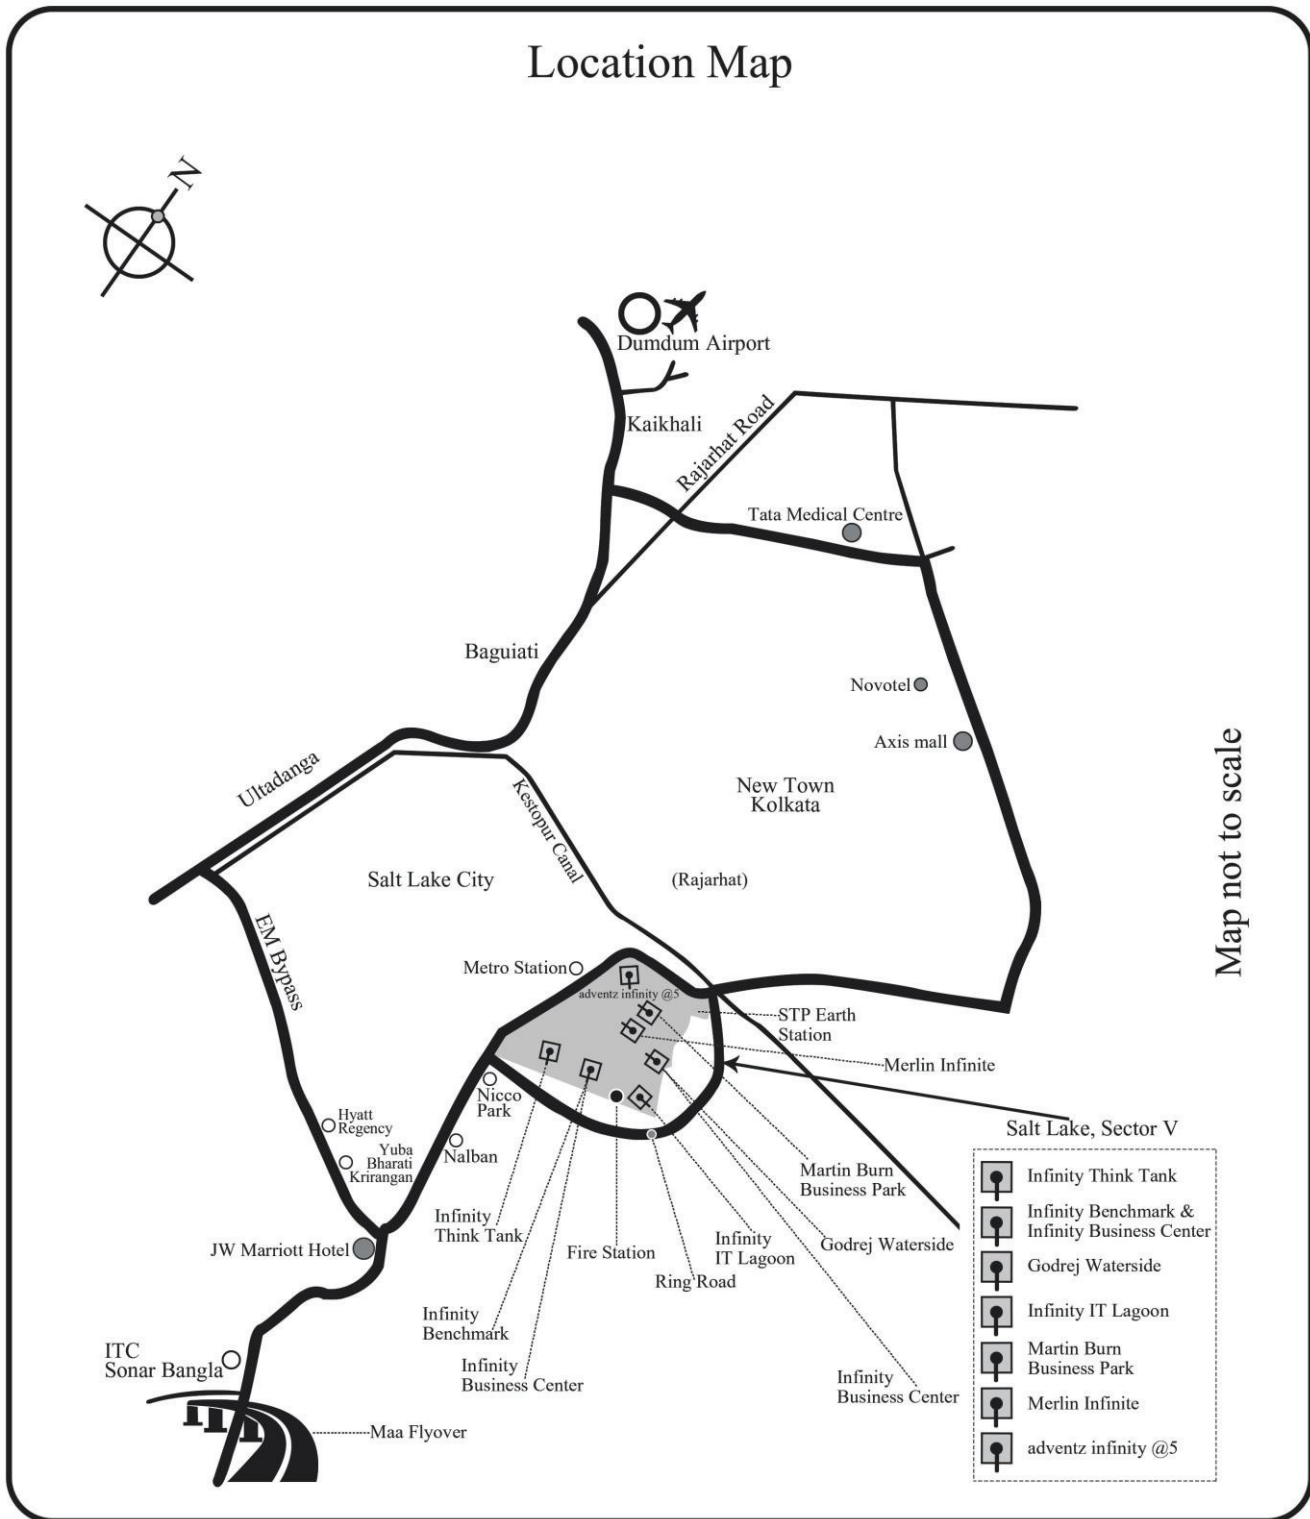 Location Map
N
Dumdum Airport
Kaikhali
Rajarhat Road
Tata Medical Centre
Baguiati
Novotel
Axis mall
Ultadanga
New Town
Kolkata
Kestopur Canal
Map not to scale
Salt Lake City
(Rajarhat)
EM Bypass
Metro Station
adventz infinity @5
STP Earth
Station
Merlin Infinite
Nicco
Park
Hyatt
Regency
Yuba
Bharati
Krirangan
Nalban
Salt Lake, Sector V
Martin Burn
Business Park
Infinity
Think Tank
JW Marriott Hotel
Fire Station
Infinity
IT Lagoon
Godrej Waterside
Ring Road
Infinity
Benchmark
ITC
Sonar Bangla
Infinity
Business Center
Infinity
Business Center
Maa Flyover
Infinity Think Tank
Infinity Benchmark &
Infinity Business Center
Godrej Waterside
Infinity IT Lagoon
Martin Burn
Business Park
Merlin Infinite
adventz infinity @5